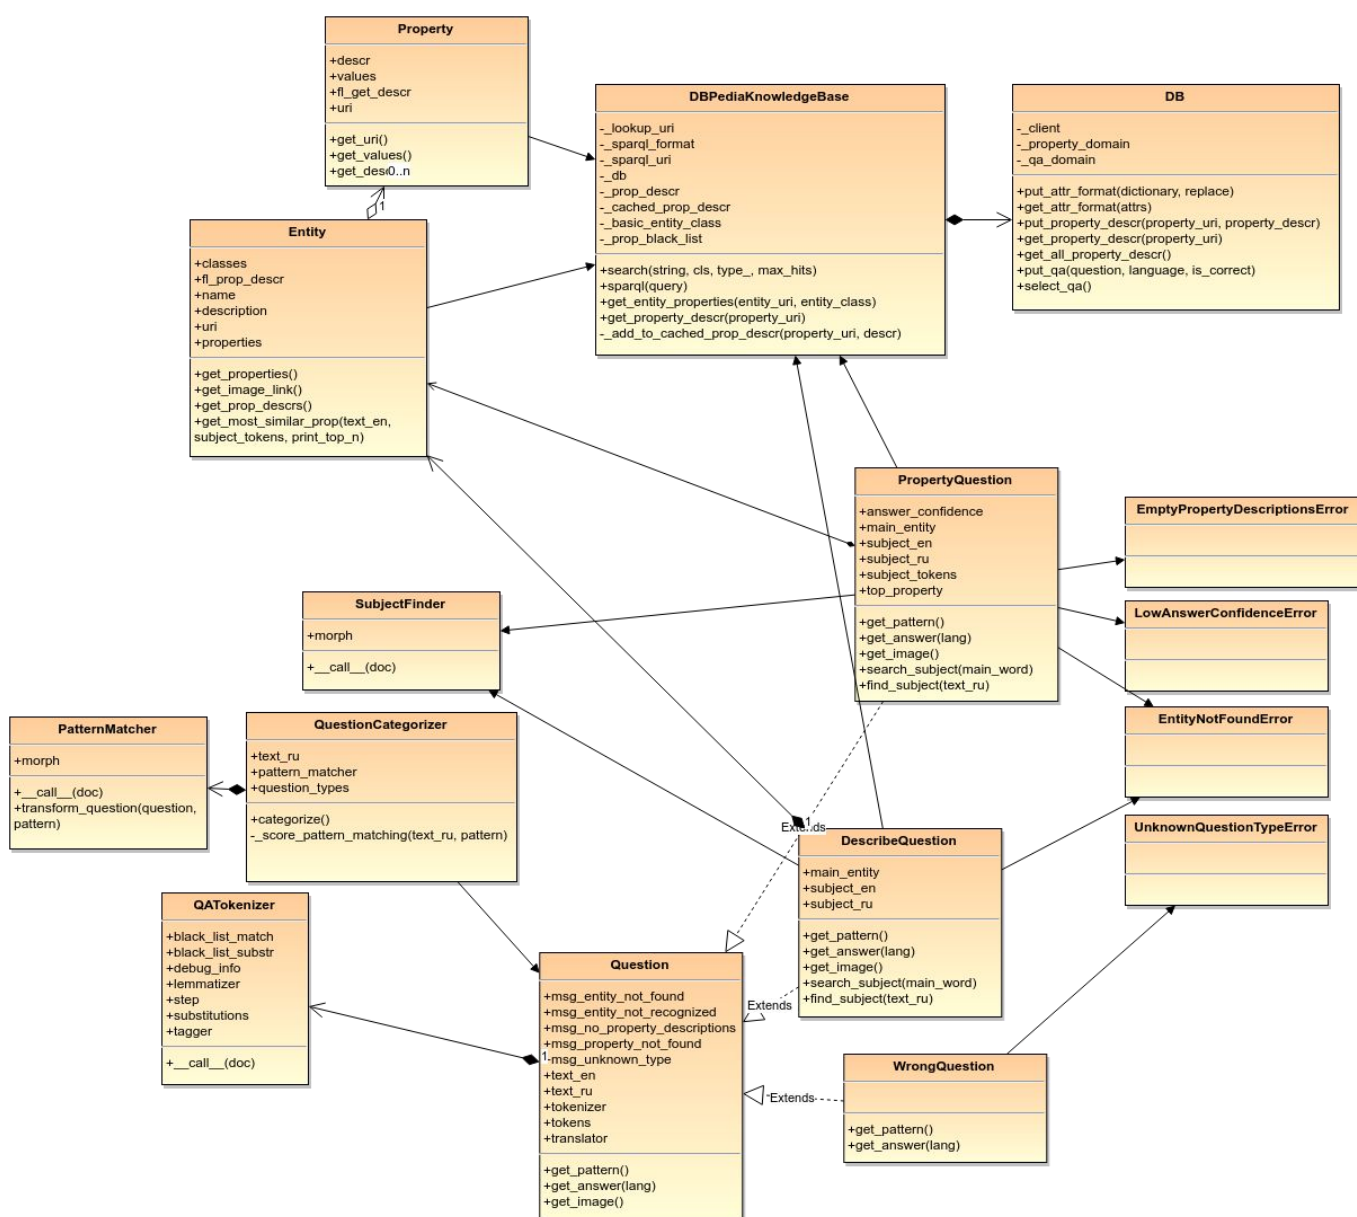 Property
+descr
+values
+fl_get_descr
+uri
+get_uri()
+get_values()
+get_des
0..n
1
DBPediaKnowledgeBase
-_lookup_uri
-_sparql_format
-_sparql_uri
-_db
-_prop_descr
-_cached_prop_descr
-_basic_entity_class
-_prop_black_list
+search(string, cls, type_, max_hits)
+sparql(query)
+get_entity_properties(entity_uri, entity_class)
+get_property_descr(property_uri)
-_add_to_cached_prop_descr(property_uri, descr)
DB
-_client
-_property_domain
-_qa_domain
+put_attr_format(dictionary, replace)
+get_attr_format(attrs)
+put_property_descr(property_uri, property_descr)
+get_property_descr(property_uri)
+get_all_property_descr()
+put_qa(question, language, is_correct)
+select_qa()
Entity
+classes
+fl_prop_descr
+name
+description
+uri
+properties
+get_properties()
+get_image_link()
+get_prop_descrs()
+get_most_similar_prop(text_en,
subject_tokens, print_top_n)
PropertyQuestion
+answer_confidence
+main_entity
+subject_en
+subject_ru
+subject_tokens
+top_property
+get_pattern()
+get_answer(lang)
+get_image()
+search_subject(main_word)
+find_subject(text_ru)
EmptyPropertyDescriptionsError
LowAnswerConfidenceError
EntityNotFoundError
UnknownQuestionTypeError
SubjectFinder
+morph
+__call__(doc)
PatternMatcher
+morph
+__call__(doc)
+transform_question(question,
pattern)
QuestionCategorizer
+text_ru
+pattern_matcher
+question_types
+categorize()
-_score_pattern_matching(text_ru, pattern)
1
Extends
DescribeQuestion
+main_entity
+subject_en
+subject_ru
+get_pattern()
+get_answer(lang)
+get_image()
+search_subject(main_word)
+find_subject(text_ru)
QATokenizer
+black_list_match
+black_list_substr
+debug_info
+lemmatizer
+step
+substitutions
+tagger
+__call__(doc)
Question
+msg_entity_not_found
+msg_entity_not_recognized
+msg_no_property_descriptions
+msg_property_not_found
1
msg_unknown_type
+text_en
+text_ru
+tokenizer
+tokens
+translator
+get_pattern()
+get_answer(lang)
+get_image()
Extends
Extends
WrongQuestion
+get_pattern()
+get_answer(lang)